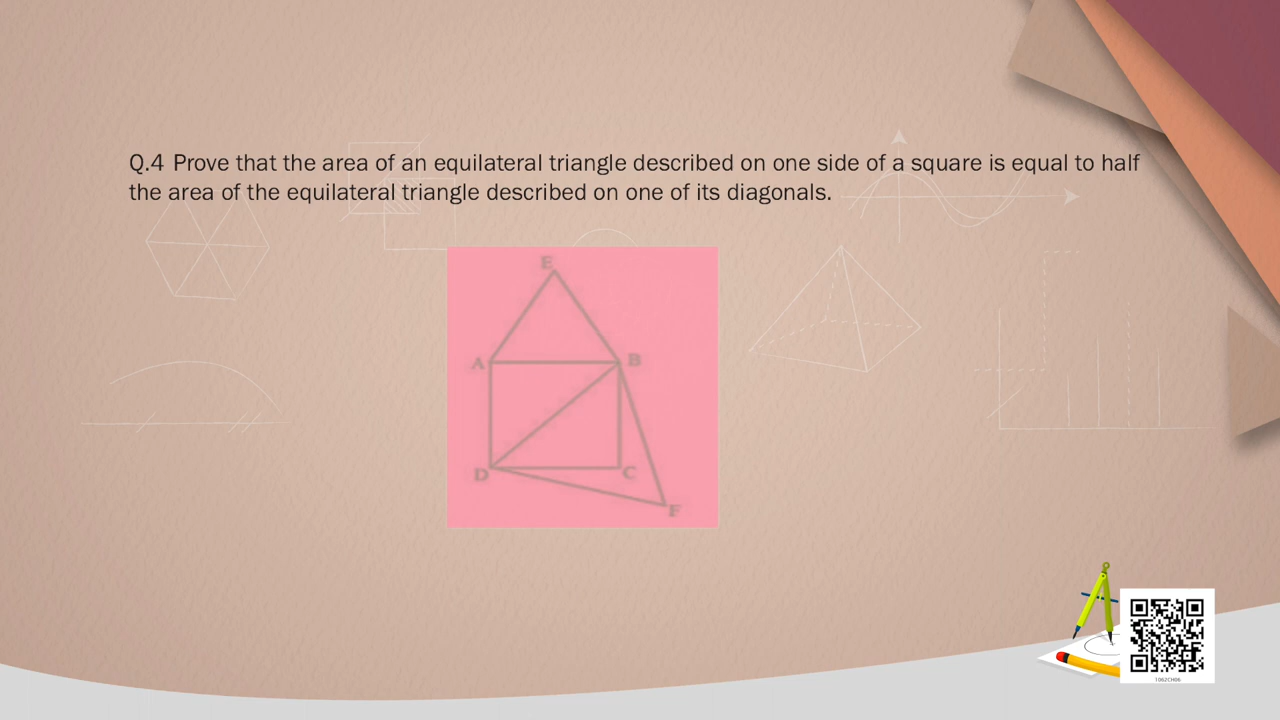 Q.4 Prove that the area of an equilateral triangle described on one side of a square is equal to half
the area of the equilateral triangle described on one of its diagonals.
E
A
B
D
C
F
1062CH06